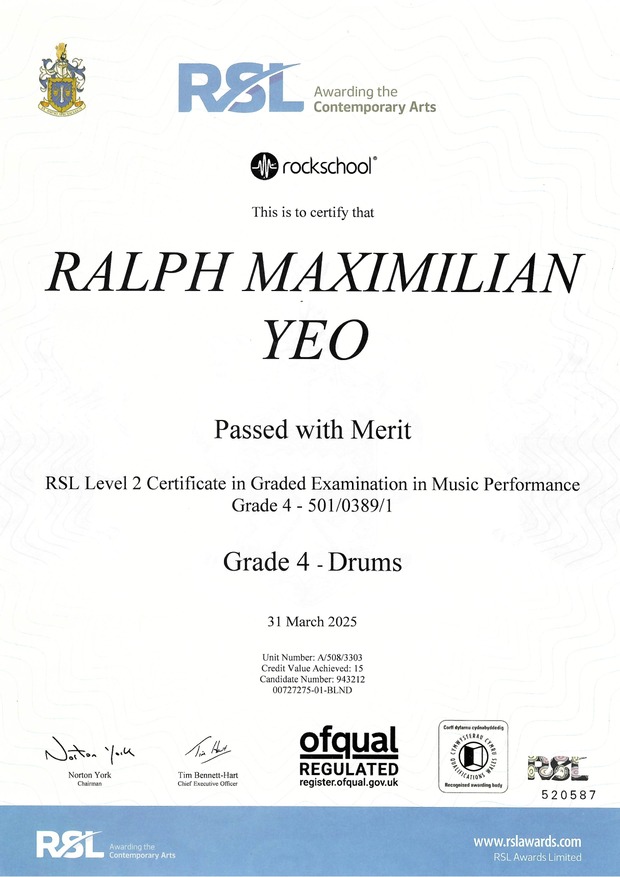 RSL Awarding the
Contemporary Arts
rockschool®
This is to certify that
RALPH MAXIMILIAN
YEO
Passed with Merit
RSL Level 2 Certificate in Graded Examination in Music Performance
Grade 4 - 501/0389/1
Grade 4 - Drums
31 March 2025
Unit Number: A/508/3303
Credit Value Achieved: 15
Candidate Number: 943212
00727275-01-BLND
Norton York
Norton York
Chairman
Tim Hart
Tim Bennett-Hart
Chief Executive Officer
ofqual
REGULATED
register.ofqual.gov.uk
Corff dyfarnu cydnabyddedig
CYMWYSTERAU CYMRU
QUALIFICATIONS WALES
Recognised awarding body
RSL
520587
RSL Awarding the
Contemporary Arts
www.rslawards.com
RSL Awards Limited